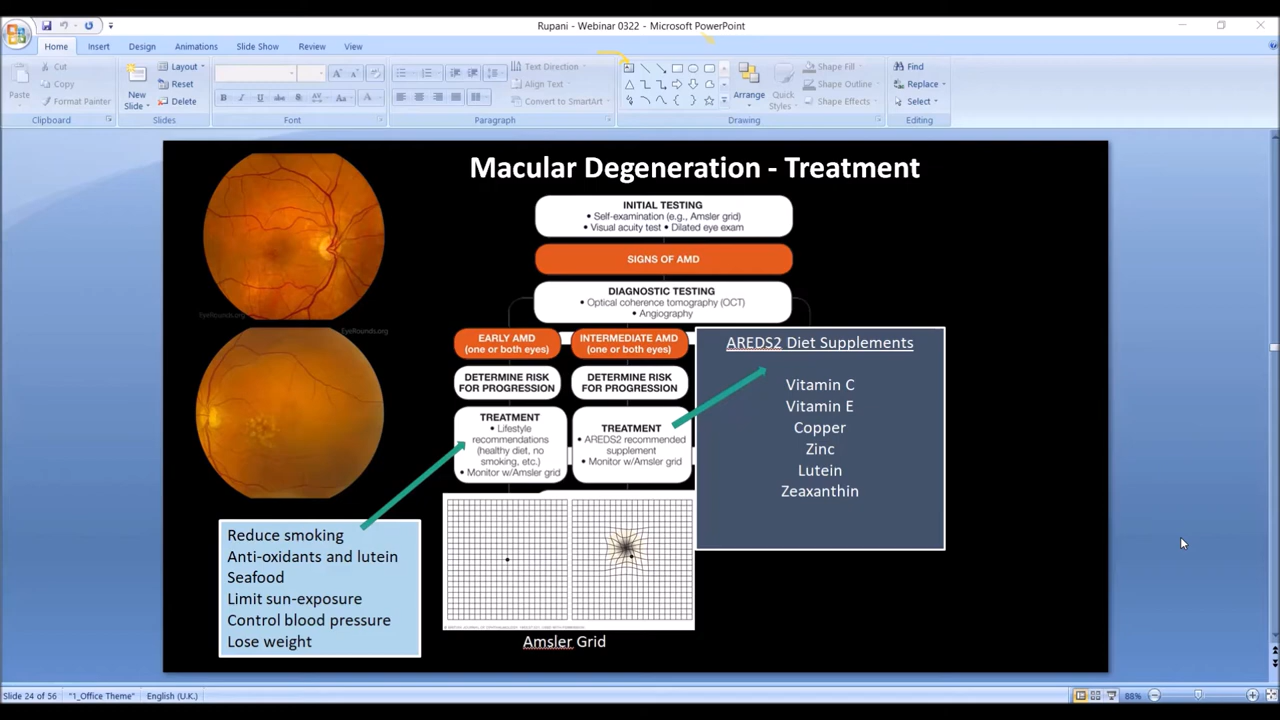 Rupani - Webinar 0322 - Microsoft PowerPoint
Home Insert Design Animations Slide Show Review View
Paste
Cut
Copy
Format Painter
Clipboard
New Slide
Layout
Reset
Delete
Slides
Font
Text Direction
Align Text
Convert to SmartArt
Paragraph
Arrange
Quick Styles
Shape Fill
Shape Outline
Shape Effects
Drawing
Find
Replace
Select
Editing
Macular Degeneration - Treatment
EyeRounds.org
EyeRounds.org
INITIAL TESTING
• Self-examination (e.g., Amsler grid)
• Visual acuity test • Dilated eye exam
SIGNS OF AMD
DIAGNOSTIC TESTING
• Optical coherence tomography (OCT)
• Angiography
EARLY AMD
(one or both eyes)
DETERMINE RISK
FOR PROGRESSION
TREATMENT
• Lifestyle
recommendations
(healthy diet, no
smoking, etc.)
• Monitor w/Amsler grid
INTERMEDIATE AMD
(one or both eyes)
DETERMINE RISK
FOR PROGRESSION
TREATMENT
• AREDS2 recommended
supplement
• Monitor w/Amsler grid
AREDS2 Diet Supplements
Vitamin C
Vitamin E
Copper
Zinc
Lutein
Zeaxanthin
Reduce smoking
Anti-oxidants and lutein
Seafood
Limit sun-exposure
Control blood pressure
Lose weight
Amsler Grid
Slide 24 of 56 "1_Office Theme" English (U.K.) 88%